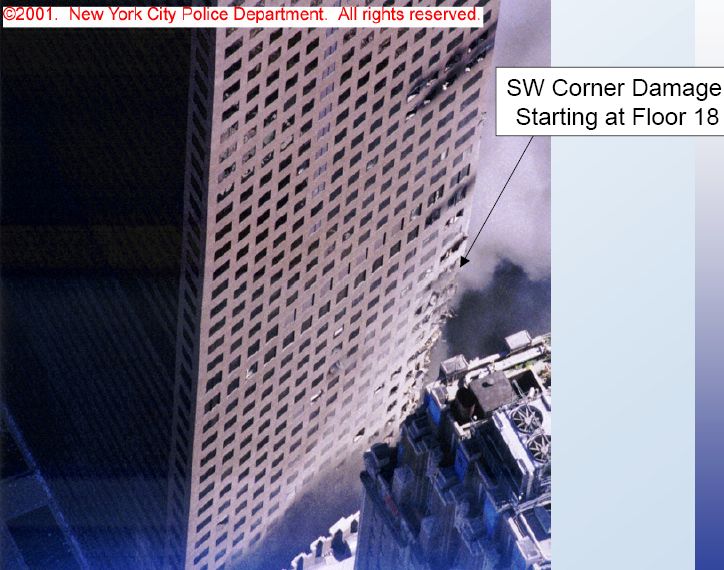 ©2001.  New York City Police Department.  All rights reserved.
SW Corner Damage
Starting at Floor 18